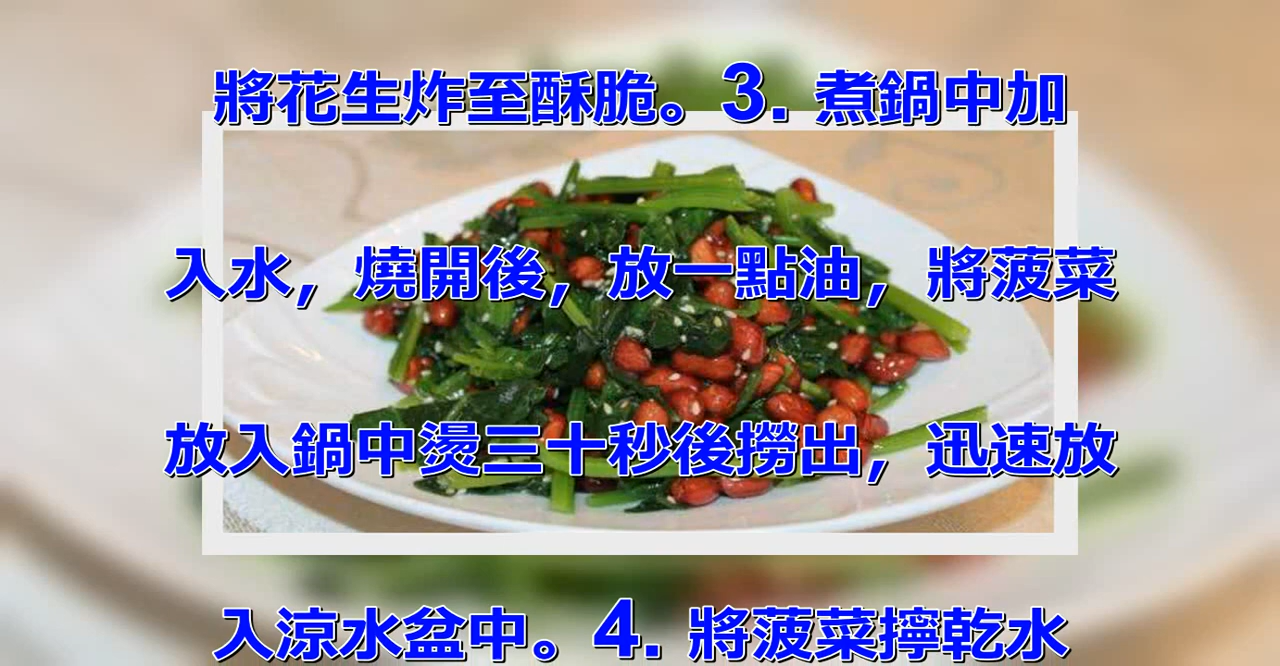 將花生炸至酥脆。3. 煮鍋中加
入水，燒開後，放一點油，將菠菜
放入鍋中燙三十秒後撈出，迅速放
入涼水盆中。4. 將菠菜擰乾水